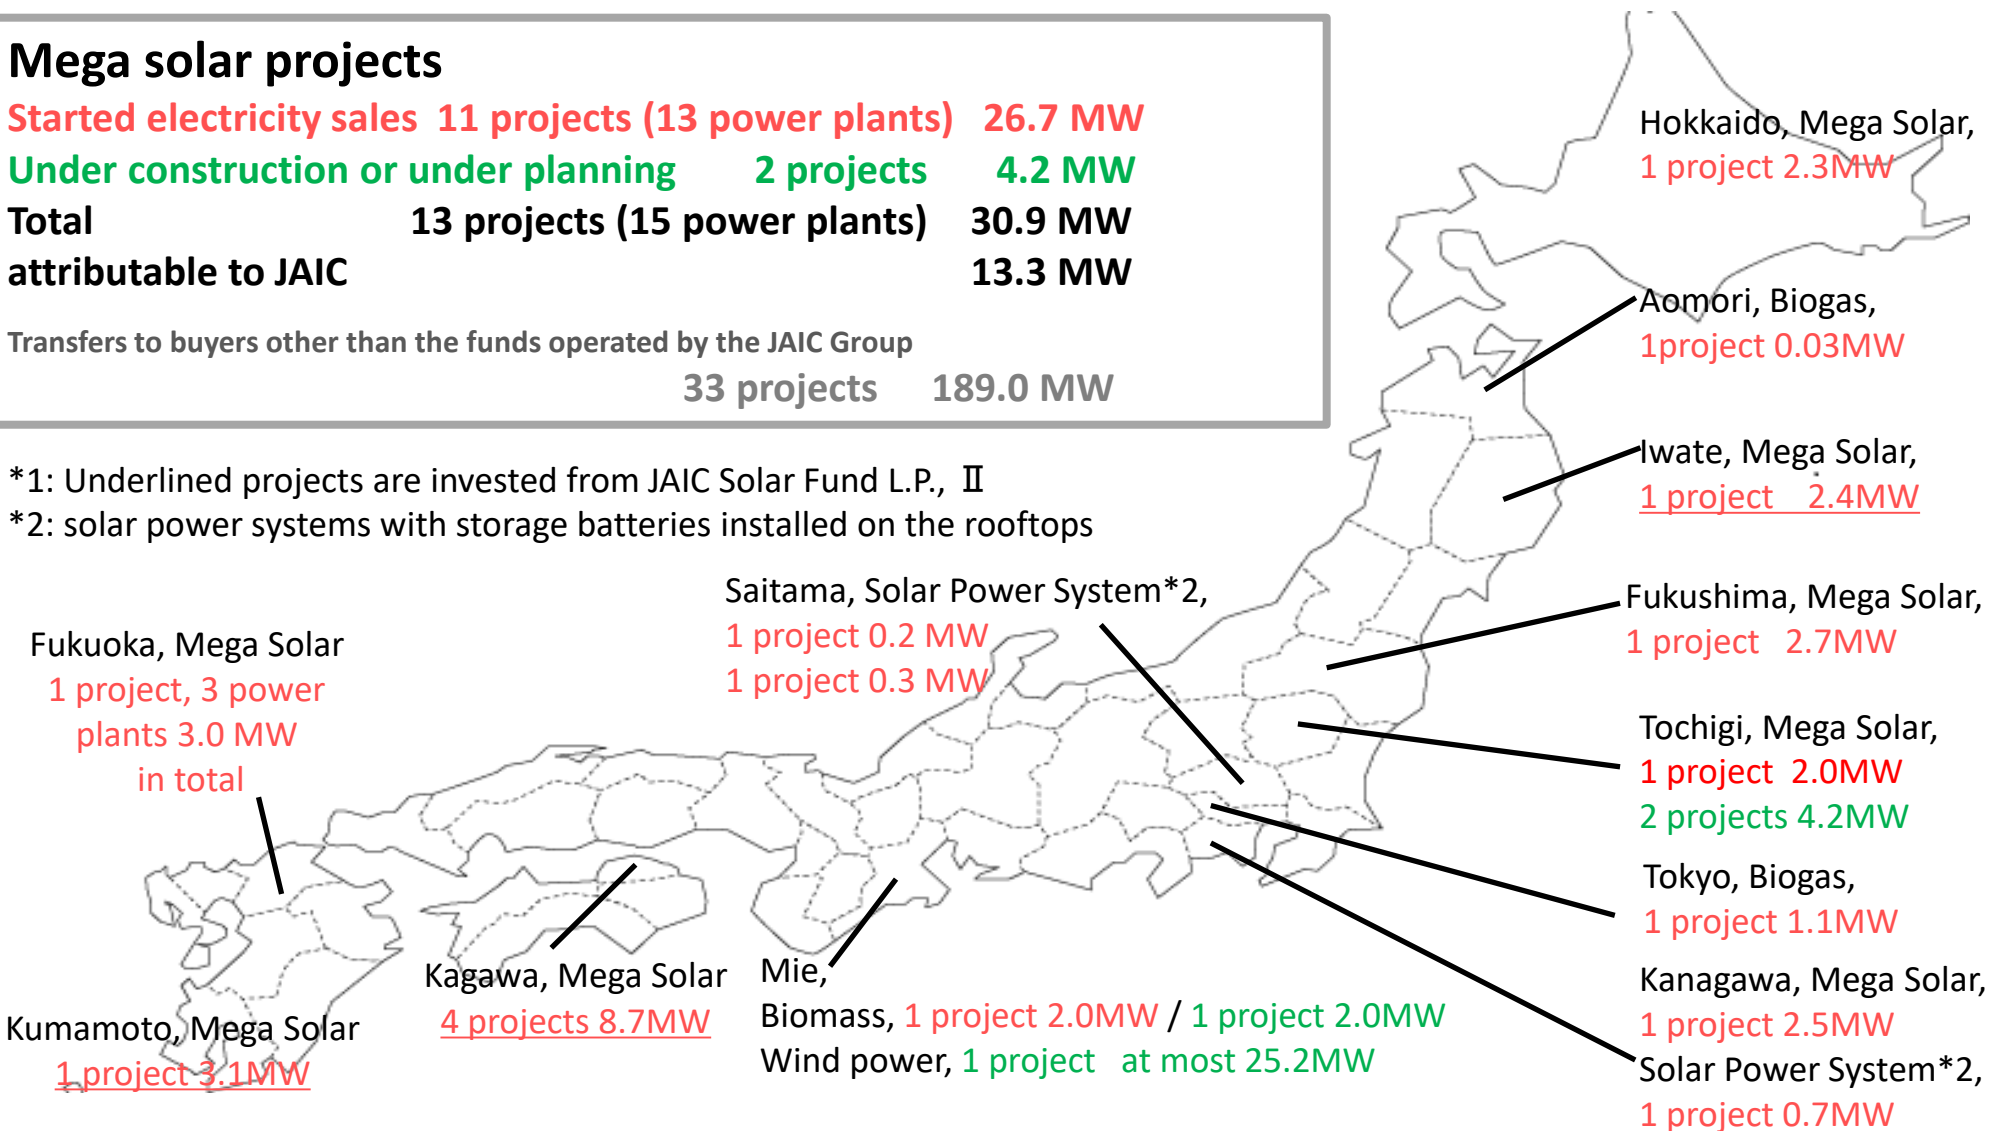 Mega solar projects
Started electricity sales 11 projects (13 power plants) 26.7 MW
Under construction or under planning 2 projects 4.2 MW
Total 13 projects (15 power plants) 30.9 MW
attributable to JAIC 13.3 MW
Transfers to buyers other than the funds operated by the JAIC Group
33 projects 189.0 MW
*1: Underlined projects are invested from JAIC Solar Fund L.P., Ⅱ
*2: solar power systems with storage batteries installed on the rooftops
Hokkaido, Mega Solar,
1 project 2.3MW
Aomori, Biogas,
1project 0.03MW
Iwate, Mega Solar,
1 project 2.4MW
Fukushima, Mega Solar,
1 project 2.7MW
Tochigi, Mega Solar,
1 project 2.0MW
2 projects 4.2MW
Tokyo, Biogas,
1 project 1.1MW
Kanagawa, Mega Solar,
1 project 2.5MW
Solar Power System*2,
1 project 0.7MW
Saitama, Solar Power System*2,
1 project 0.2 MW
1 project 0.3 MW
Fukuoka, Mega Solar
1 project, 3 power
plants 3.0 MW
in total
Kumamoto, Mega Solar
1 project 3.1MW
Kagawa, Mega Solar
4 projects 8.7MW
Mie,
Biomass, 1 project 2.0MW / 1 project 2.0MW
Wind power, 1 project at most 25.2MW